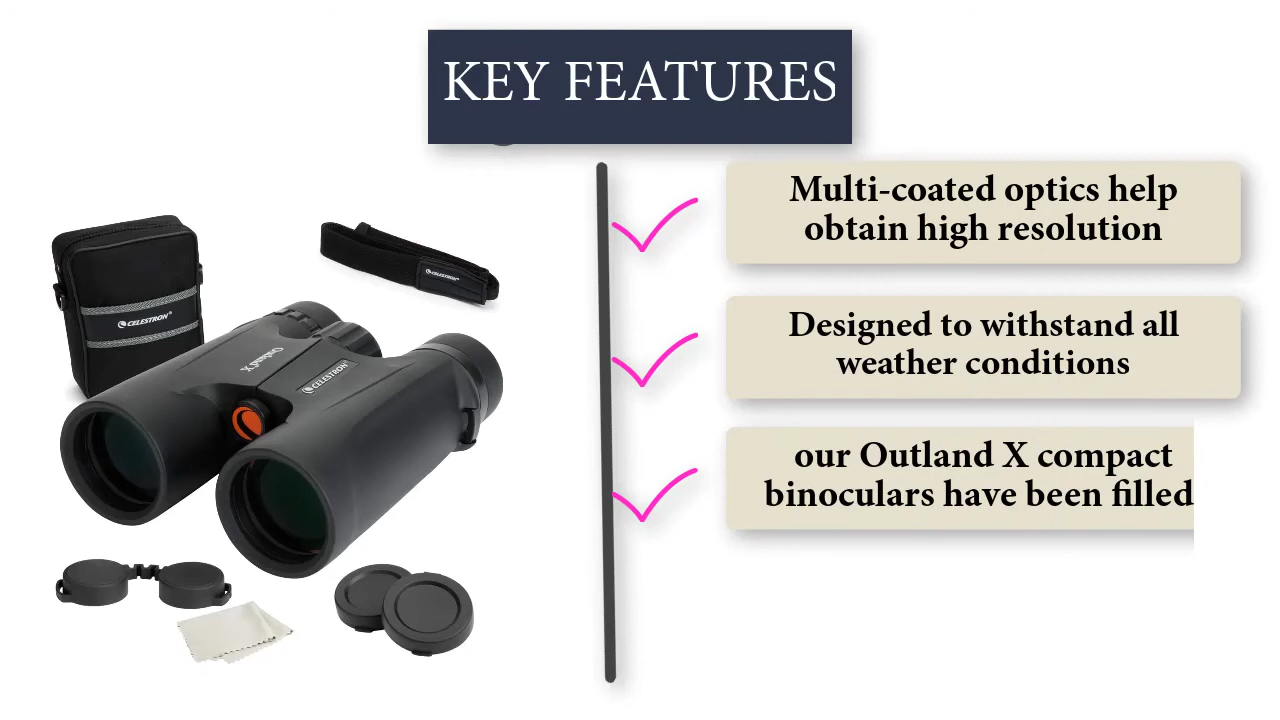 KEY FEATURES
Multi-coated optics help
obtain high resolution
Designed to withstand all
weather conditions
our Outland X compact
binoculars have been filled
CELESTRON®
CELESTRON®
Outland X
CELESTRON